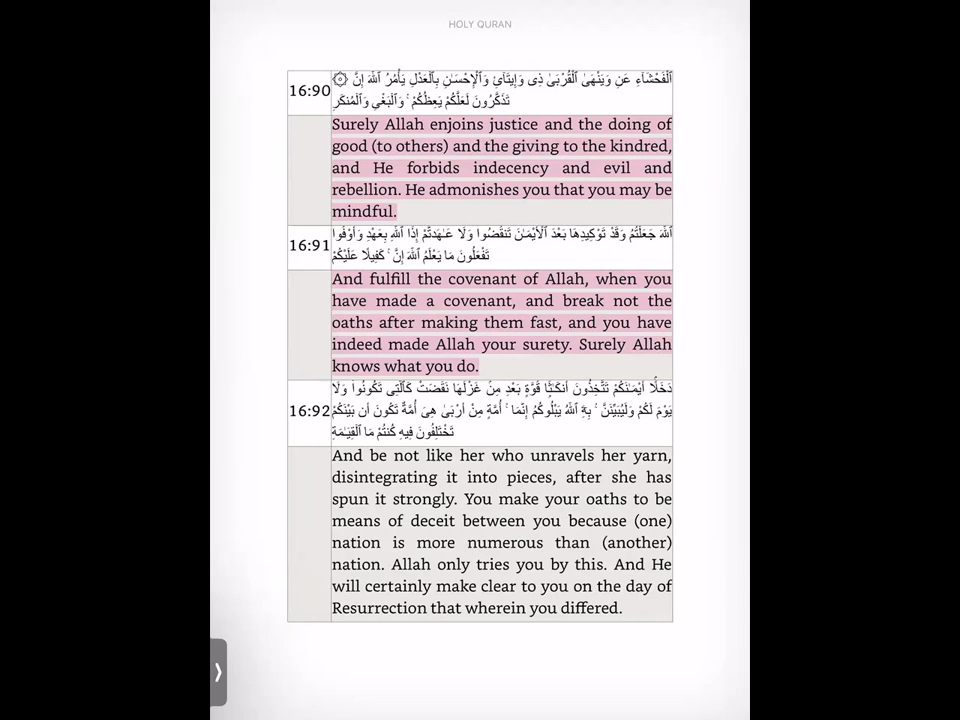 HOLY QURAN
16:90
ٱلْفَحْشَآءِ عَنِ وَيَنْهَىٰ ٱلْقُرْبَىٰ ذِى وَإِيتَآئِ وَٱلْإِحْسَـٰنِ بِٱلْعَدْلِ يَأْمُرُ ٱللَّهَ إِنَّ ۞
تَذَكَّرُونَ لَعَلَّكُمْ يَعِظُكُمْ ۚ وَٱلْبَغْىِ وَٱلْمُنكَرِ
Surely Allah enjoins justice and the doing of
good (to others) and the giving to the kindred,
and He forbids indecency and evil and
rebellion. He admonishes you that you may be
mindful.
16:91
ٱللَّهَ جَعَلْتُمُ وَقَدْ تَوْكِيدِهَا بَعْدَ ٱلْأَيْمَـٰنَ تَنقُضُوا۟ وَلَا عَـٰهَدتُّمْ إِذَا ٱللَّهِ بِعَهْدِ وَأَوْفُوا۟
تَفْعَلُونَ مَا يَعْلَمُ ٱللَّهَ إِنَّ ۚ كَفِيلًا عَلَيْكُمْ
And fulfill the covenant of Allah, when you
have made a covenant, and break not the
oaths after making them fast, and you have
indeed made Allah your surety. Surely Allah
knows what you do.
16:92
دَخَلًۢا أَيْمَـٰنَكُمْ تَتَّخِذُونَ أَنكَـٰثًا قُوَّةٍ بَعْدِ مِنۢ غَزْلَهَا نَقَضَتْ كَٱلَّتِى تَكُونُوا۟ وَلَا
يَوْمَ لَكُمْ وَلَيُبَيِّنَنَّ ۚ بِهِۦ ٱللَّهُ يَبْلُوكُمُ إِنَّمَا ۚ أُمَّةٍ مِنْ أَرْبَىٰ هِىَ أُمَّةٌ تَكُونَ أَن بَيْنَكُمْ
تَخْتَلِفُونَ فِيهِ كُنتُمْ مَا ٱلْقِيَـٰمَةِ
And be not like her who unravels her yarn,
disintegrating it into pieces, after she has
spun it strongly. You make your oaths to be
means of deceit between you because (one)
nation is more numerous than (another)
nation. Allah only tries you by this. And He
will certainly make clear to you on the day of
Resurrection that wherein you differed.